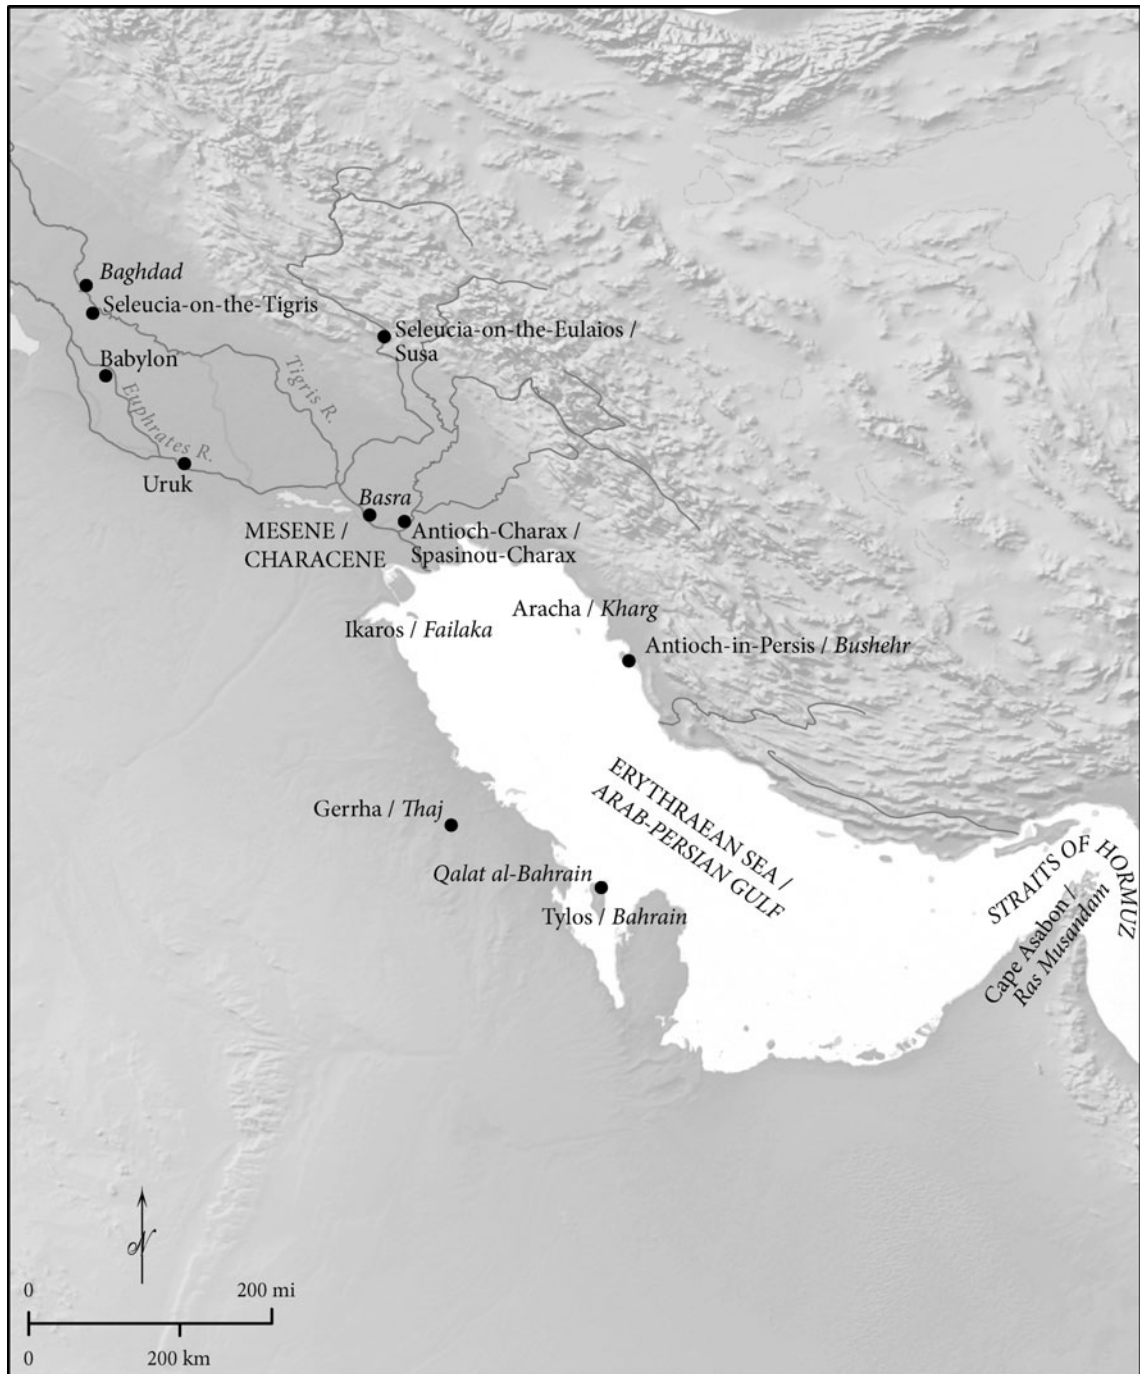 Baghdad
Seleucia-on-the-Tigris
Seleucia-on-the-Eulaios /
Susa
Babylon
Tigris R.
Euphrates R.
Uruk
Basra
MESENE /
CHARACENE
Antioch-Charax /
Spasinou-Charax
Aracha / Kharg
Ikaros / Failaka
Antioch-in-Persis / Bushehr
ERYTHRAEAN SEA /
ARAB-PERSIAN GULF
Gerrha / Thaj
Qalat al-Bahrain
Tylos / Bahrain
STRAITS OF HORMUZ
Cape Asabon /
Ras Musandam
N
0 200 mi
0 200 km